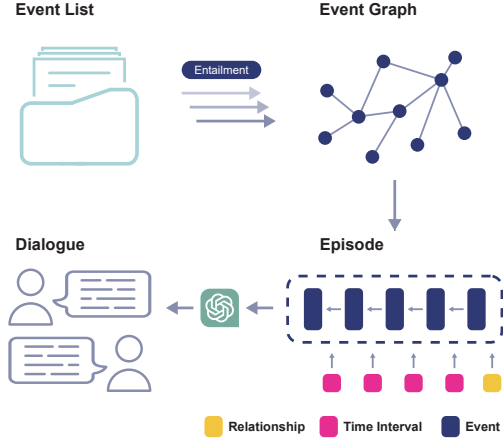 Event List
Event Graph
Entailment
Dialogue
Episode
Relationship
Time Interval
Event